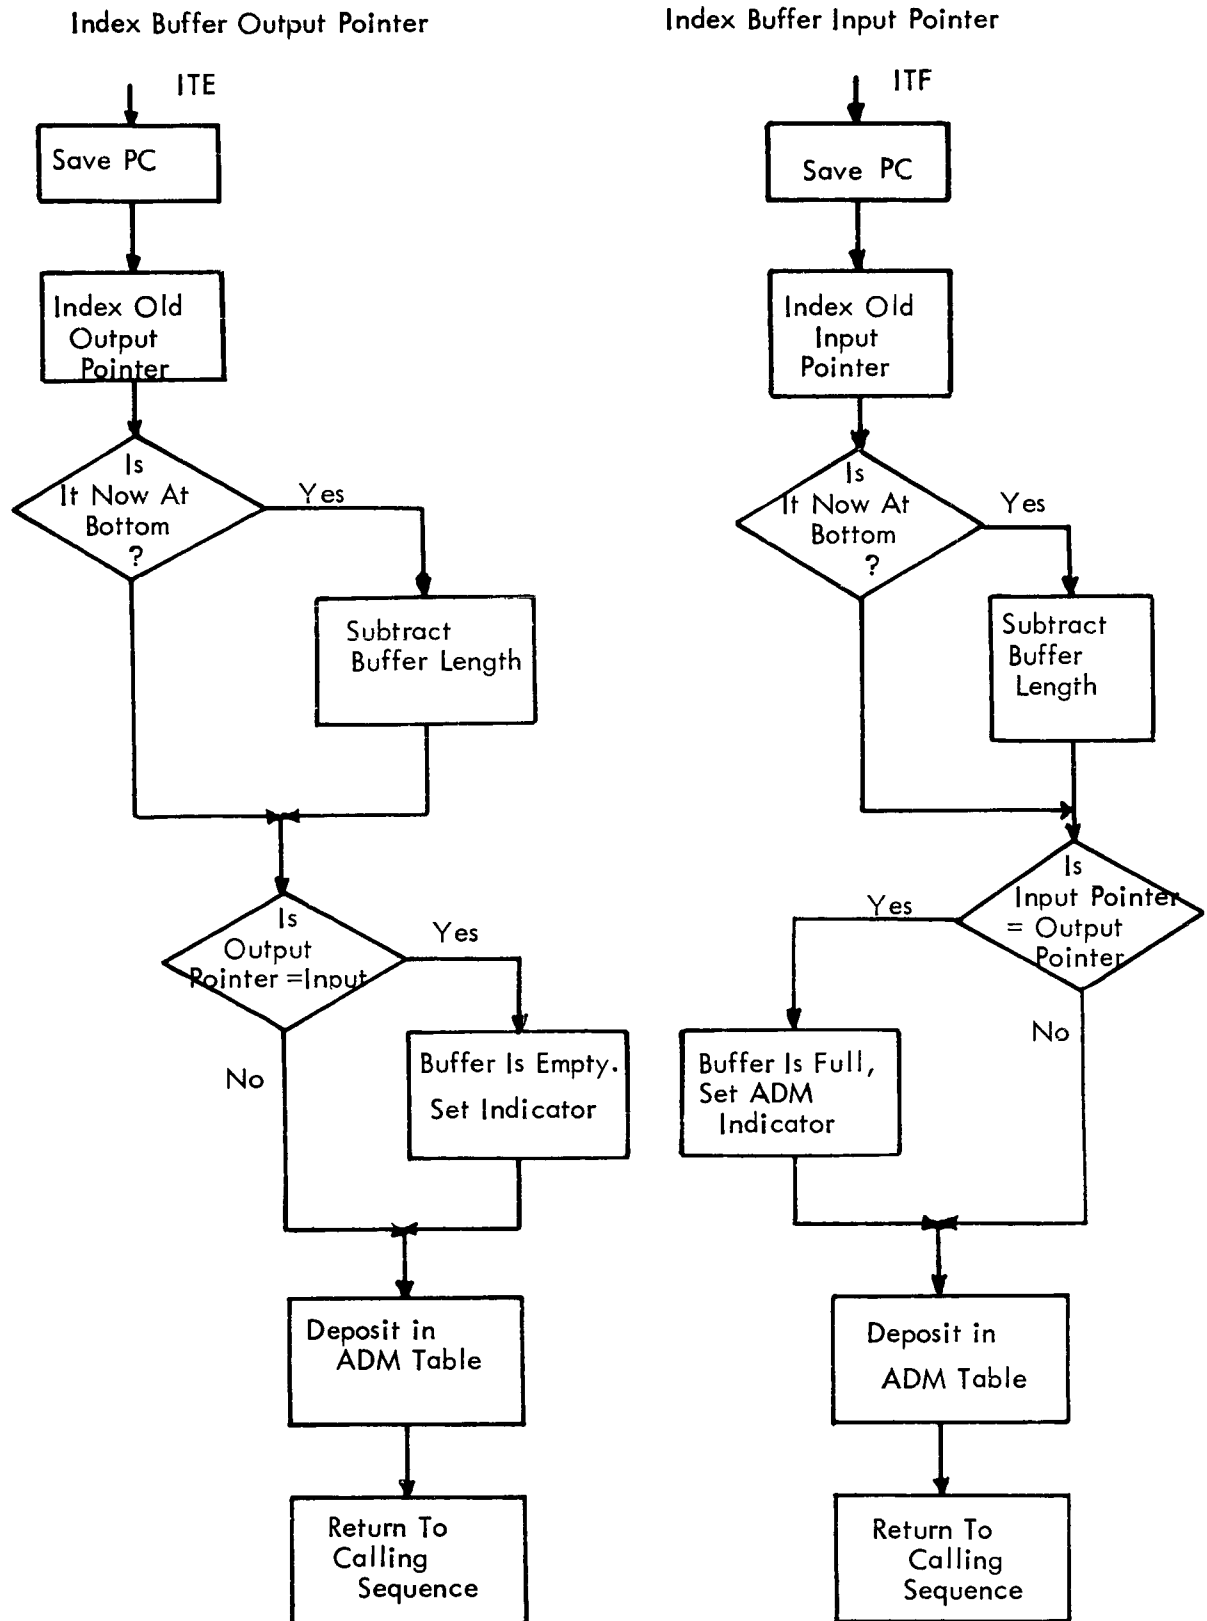 Index Buffer Output Pointer
ITE
Save PC
Index Old
Output
Pointer
Is
It Now At
Bottom
?
Yes
Subtract
Buffer Length
Is
Output
Pointer =Input
Yes
No
Buffer Is Empty.
Set Indicator
Deposit in
ADM Table
Return To
Calling
Sequence
Index Buffer Input Pointer
ITF
Save PC
Index Old
Input
Pointer
Is
It Now At
Bottom
?
Yes
Subtract
Buffer
Length
Is
Input Pointer
= Output
Pointer
Yes
No
Buffer Is Full,
Set ADM
Indicator
Deposit in
ADM Table
Return To
Calling
Sequence